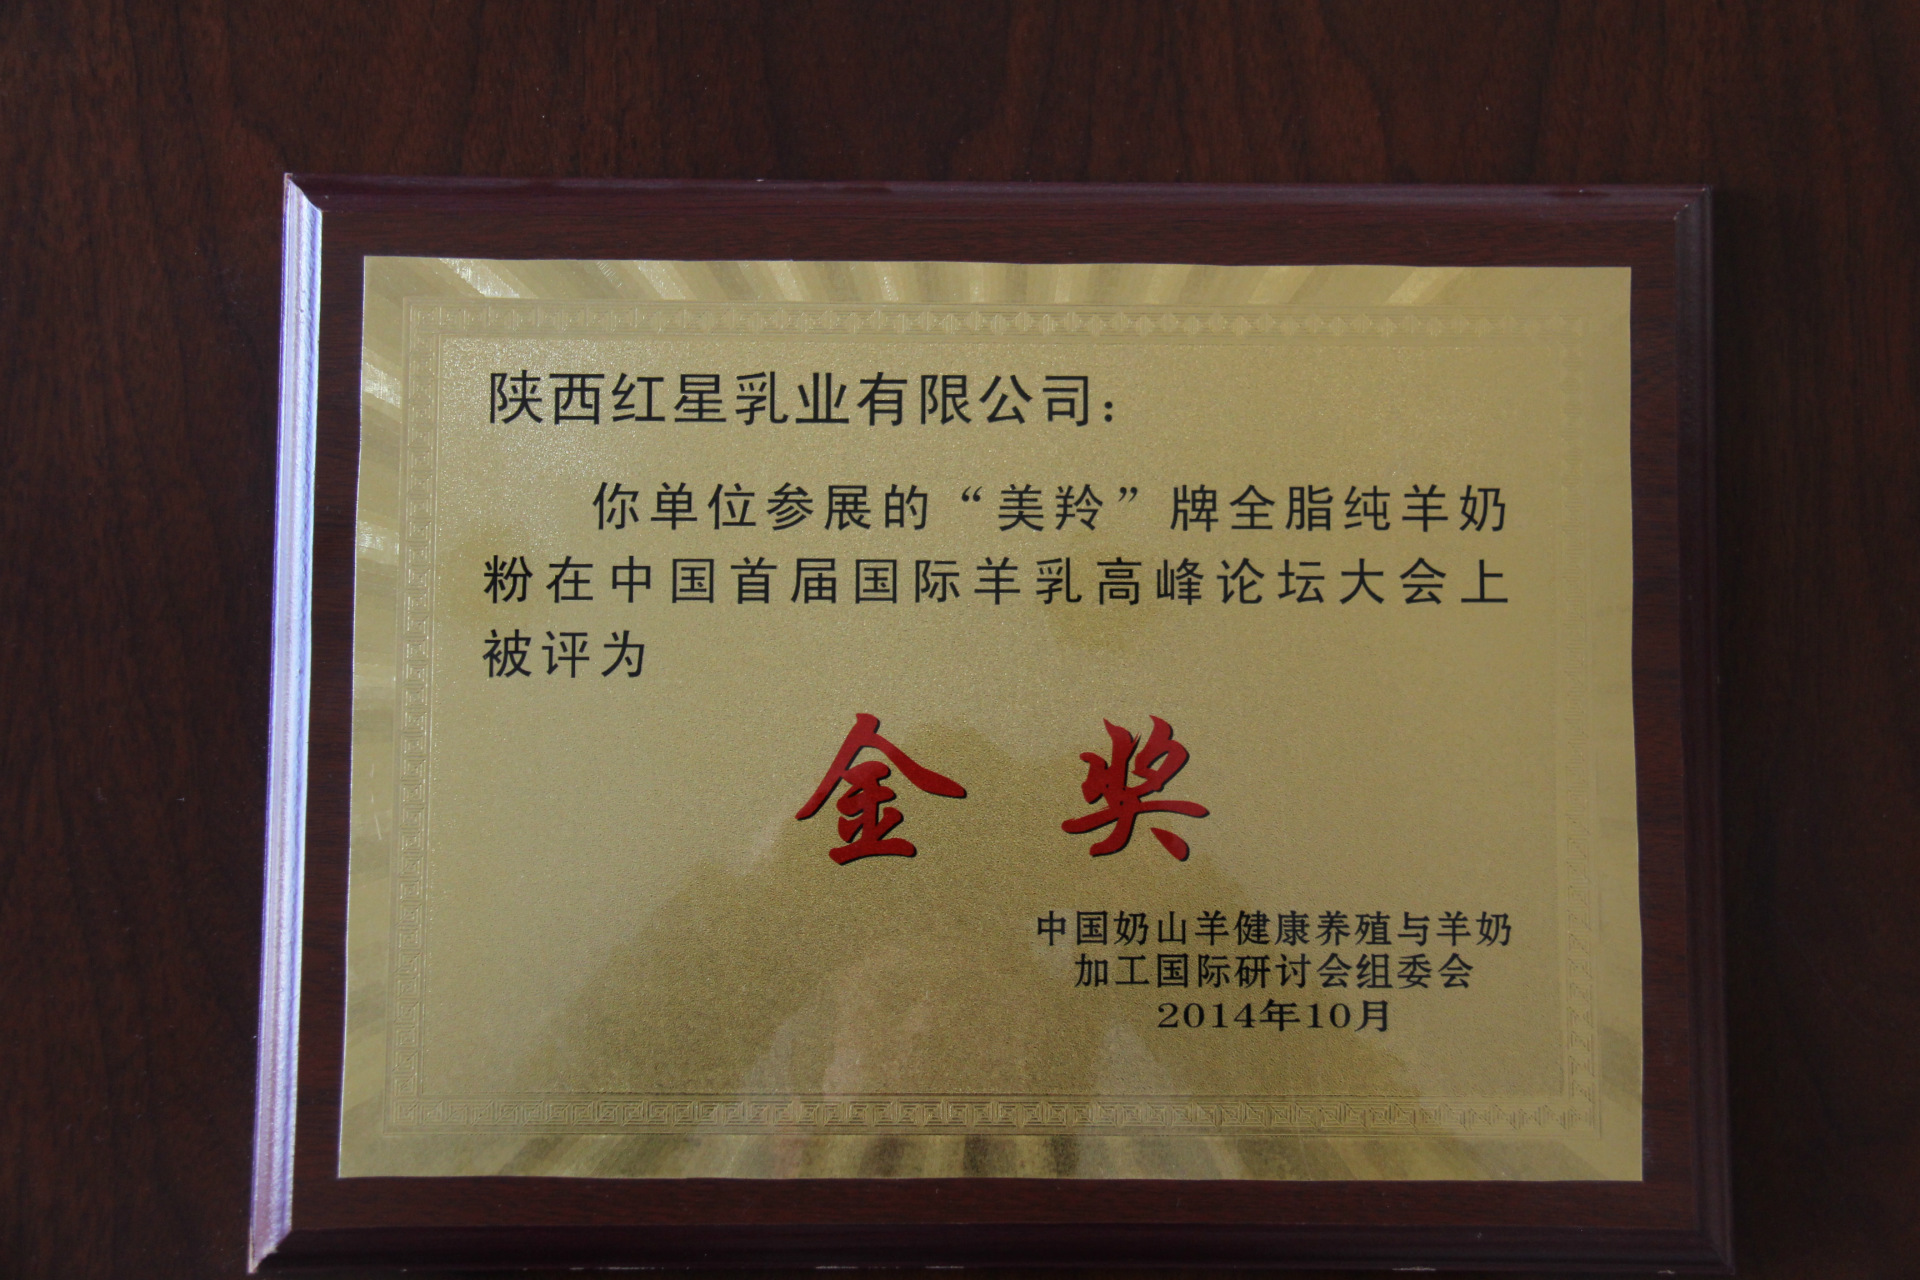 陕西红星乳业有限公司：
你单位参展的“美羚”牌全脂纯羊奶
粉在中国首届国际羊乳高峰论坛大会上
被评为
金奖
中国奶山羊健康养殖与羊奶
加工国际研讨会组委会
2014年10月